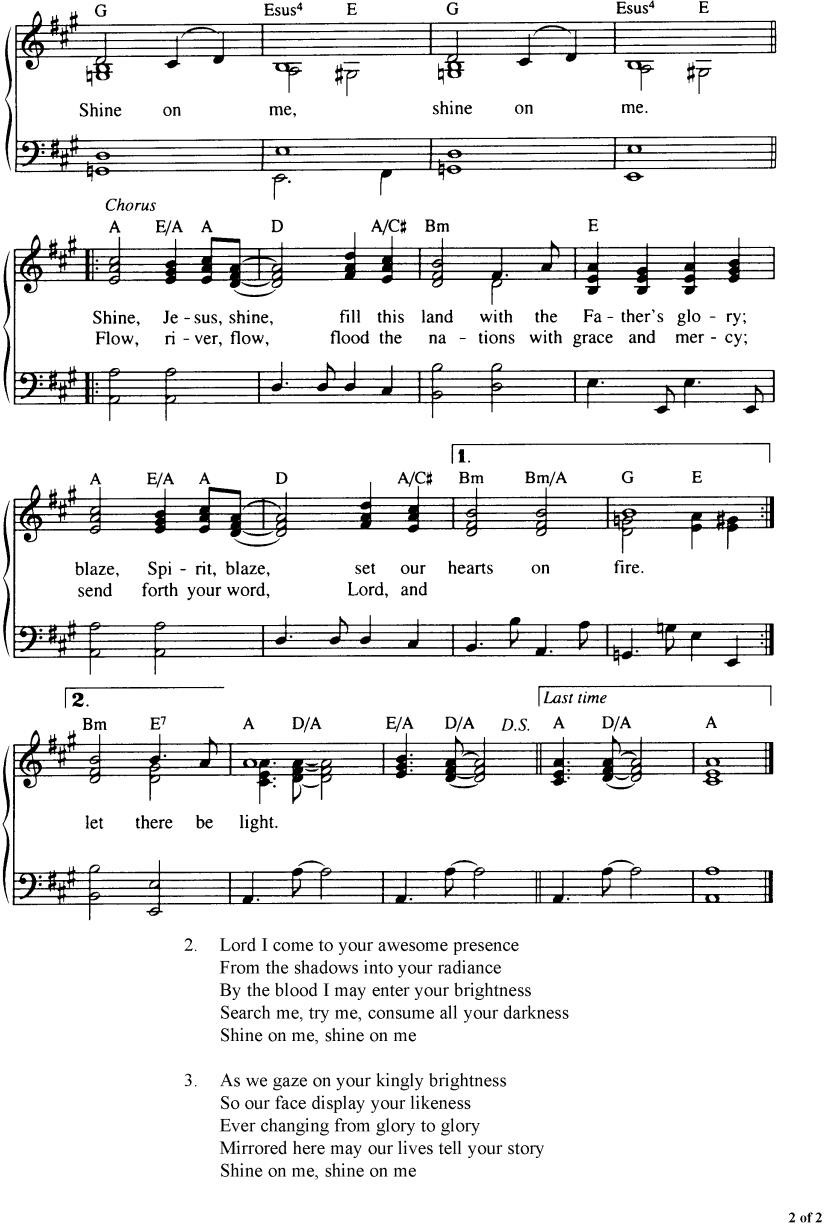 G Esus4 E G Esus4 E
Shine on me, shine on me.
Chorus
A E/A A D A/C# Bm E
Shine, Je - sus, shine, fill this land with the Fa - ther's glo - ry;
Flow, ri - ver, flow, flood the na - tions with grace and mer - cy;
1.
A E/A A D A/C# Bm Bm/A G E
blaze, Spi - rit, blaze, set our hearts on fire.
send forth your word, Lord, and
2. Last time
Bm E7 A D/A E/A D/A D.S. A D/A A
let there be light.
2. Lord I come to your awesome presence
From the shadows into your radiance
By the blood I may enter your brightness
Search me, try me, consume all your darkness
Shine on me, shine on me
3. As we gaze on your kingly brightness
So our face display your likeness
Ever changing from glory to glory
Mirrored here may our lives tell your story
Shine on me, shine on me
2 of 2